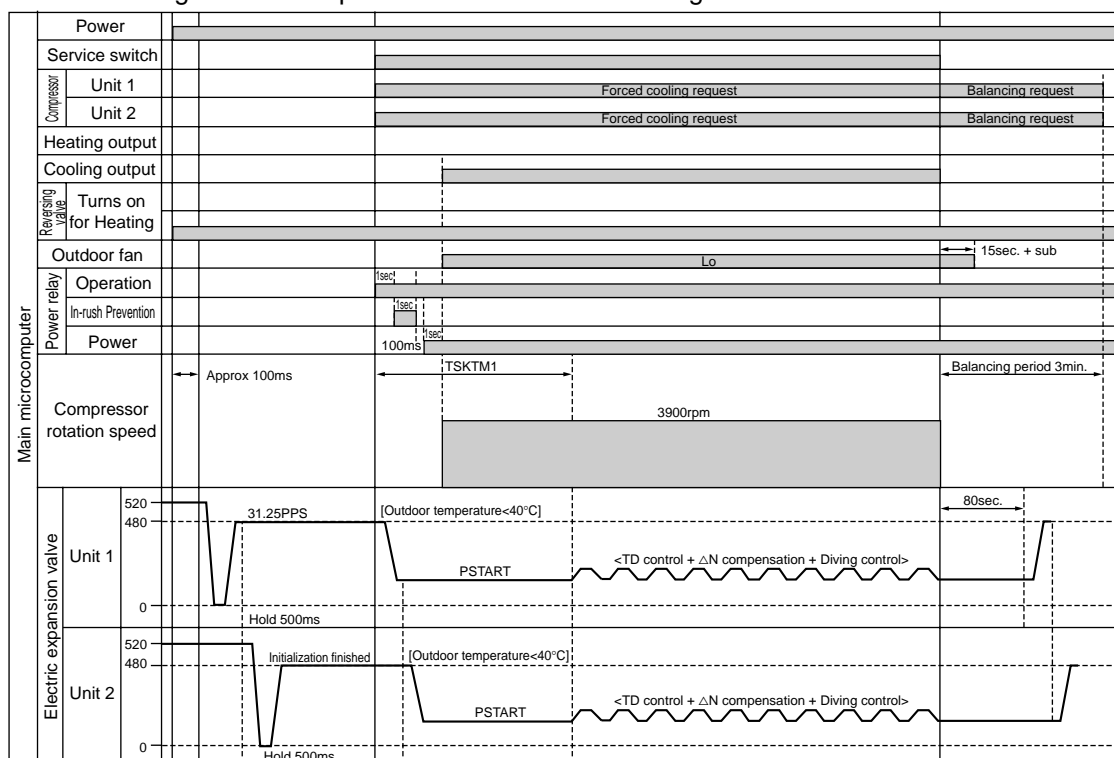 Power
Service switch
Compressor
Unit 1
Forced cooling request
Balancing request
Unit 2
Forced cooling request
Balancing request
Heating output
Cooling output
Reversing valve
Turns on for Heating
Outdoor fan
Lo
15sec. + sub
Main microcomputer
Power relay
Operation
1sec
In-rush Prevention
1sec
Power
100ms
1sec
Approx 100ms
TSKTM1
Balancing period 3min.
Compressor
rotation speed
3900rpm
Electric expansion valve
Unit 1
520
480
0
31.25PPS
[Outdoor temperature<40°C]
80sec.
PSTART
<TD control + △N compensation + Diving control>
Hold 500ms
Unit 2
520
480
0
Initialization finished
[Outdoor temperature<40°C]
PSTART
<TD control + △N compensation + Diving control>
Hold 500ms